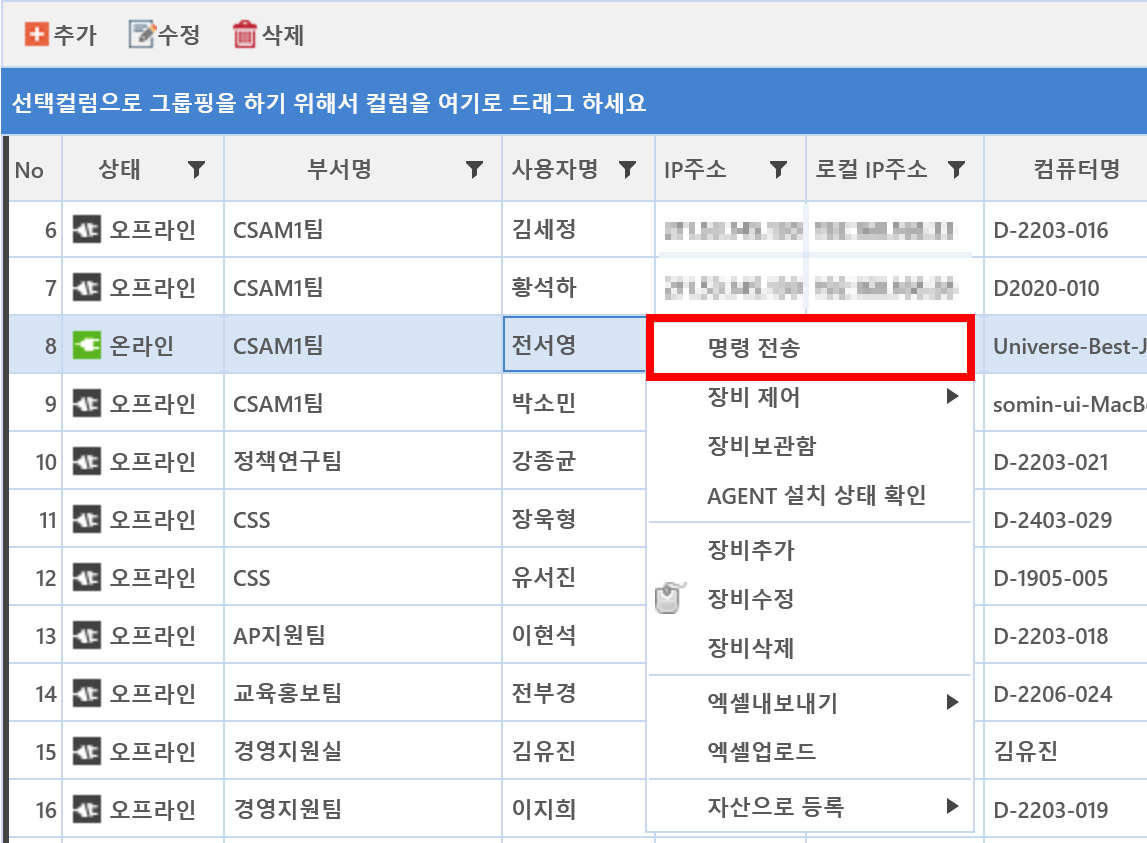 추가 수정 삭제
선택컬럼으로 그룹핑을 하기 위해서 컬럼을 여기로 드래그 하세요
No 상태 부서명 사용자명 IP주소 로컬 IP주소 컴퓨터명
6 오프라인 CSAM1팀 김세정 D-2203-016
7 오프라인 CSAM1팀 황석하 D2020-010
8 온라인 CSAM1팀 전서영 명령 전송 Universe-Best-J
9 오프라인 CSAM1팀 박소민 장비 제어 somin-ui-MacB
장비보관함
10 오프라인 정책연구팀 강종균 D-2203-021
AGENT 설치 상태 확인
11 오프라인 CSS 장욱형 D-2403-029
장비추가
12 오프라인 CSS 유서진 D-1905-005
장비수정
13 오프라인 AP지원팀 이현석 D-2203-018
장비삭제
14 오프라인 교육홍보팀 전부경 엑셀내보내기 D-2206-024
15 오프라인 경영지원실 김유진 엑셀업로드 김유진
16 오프라인 경영지원팀 이지희 자산으로 등록 D-2203-019